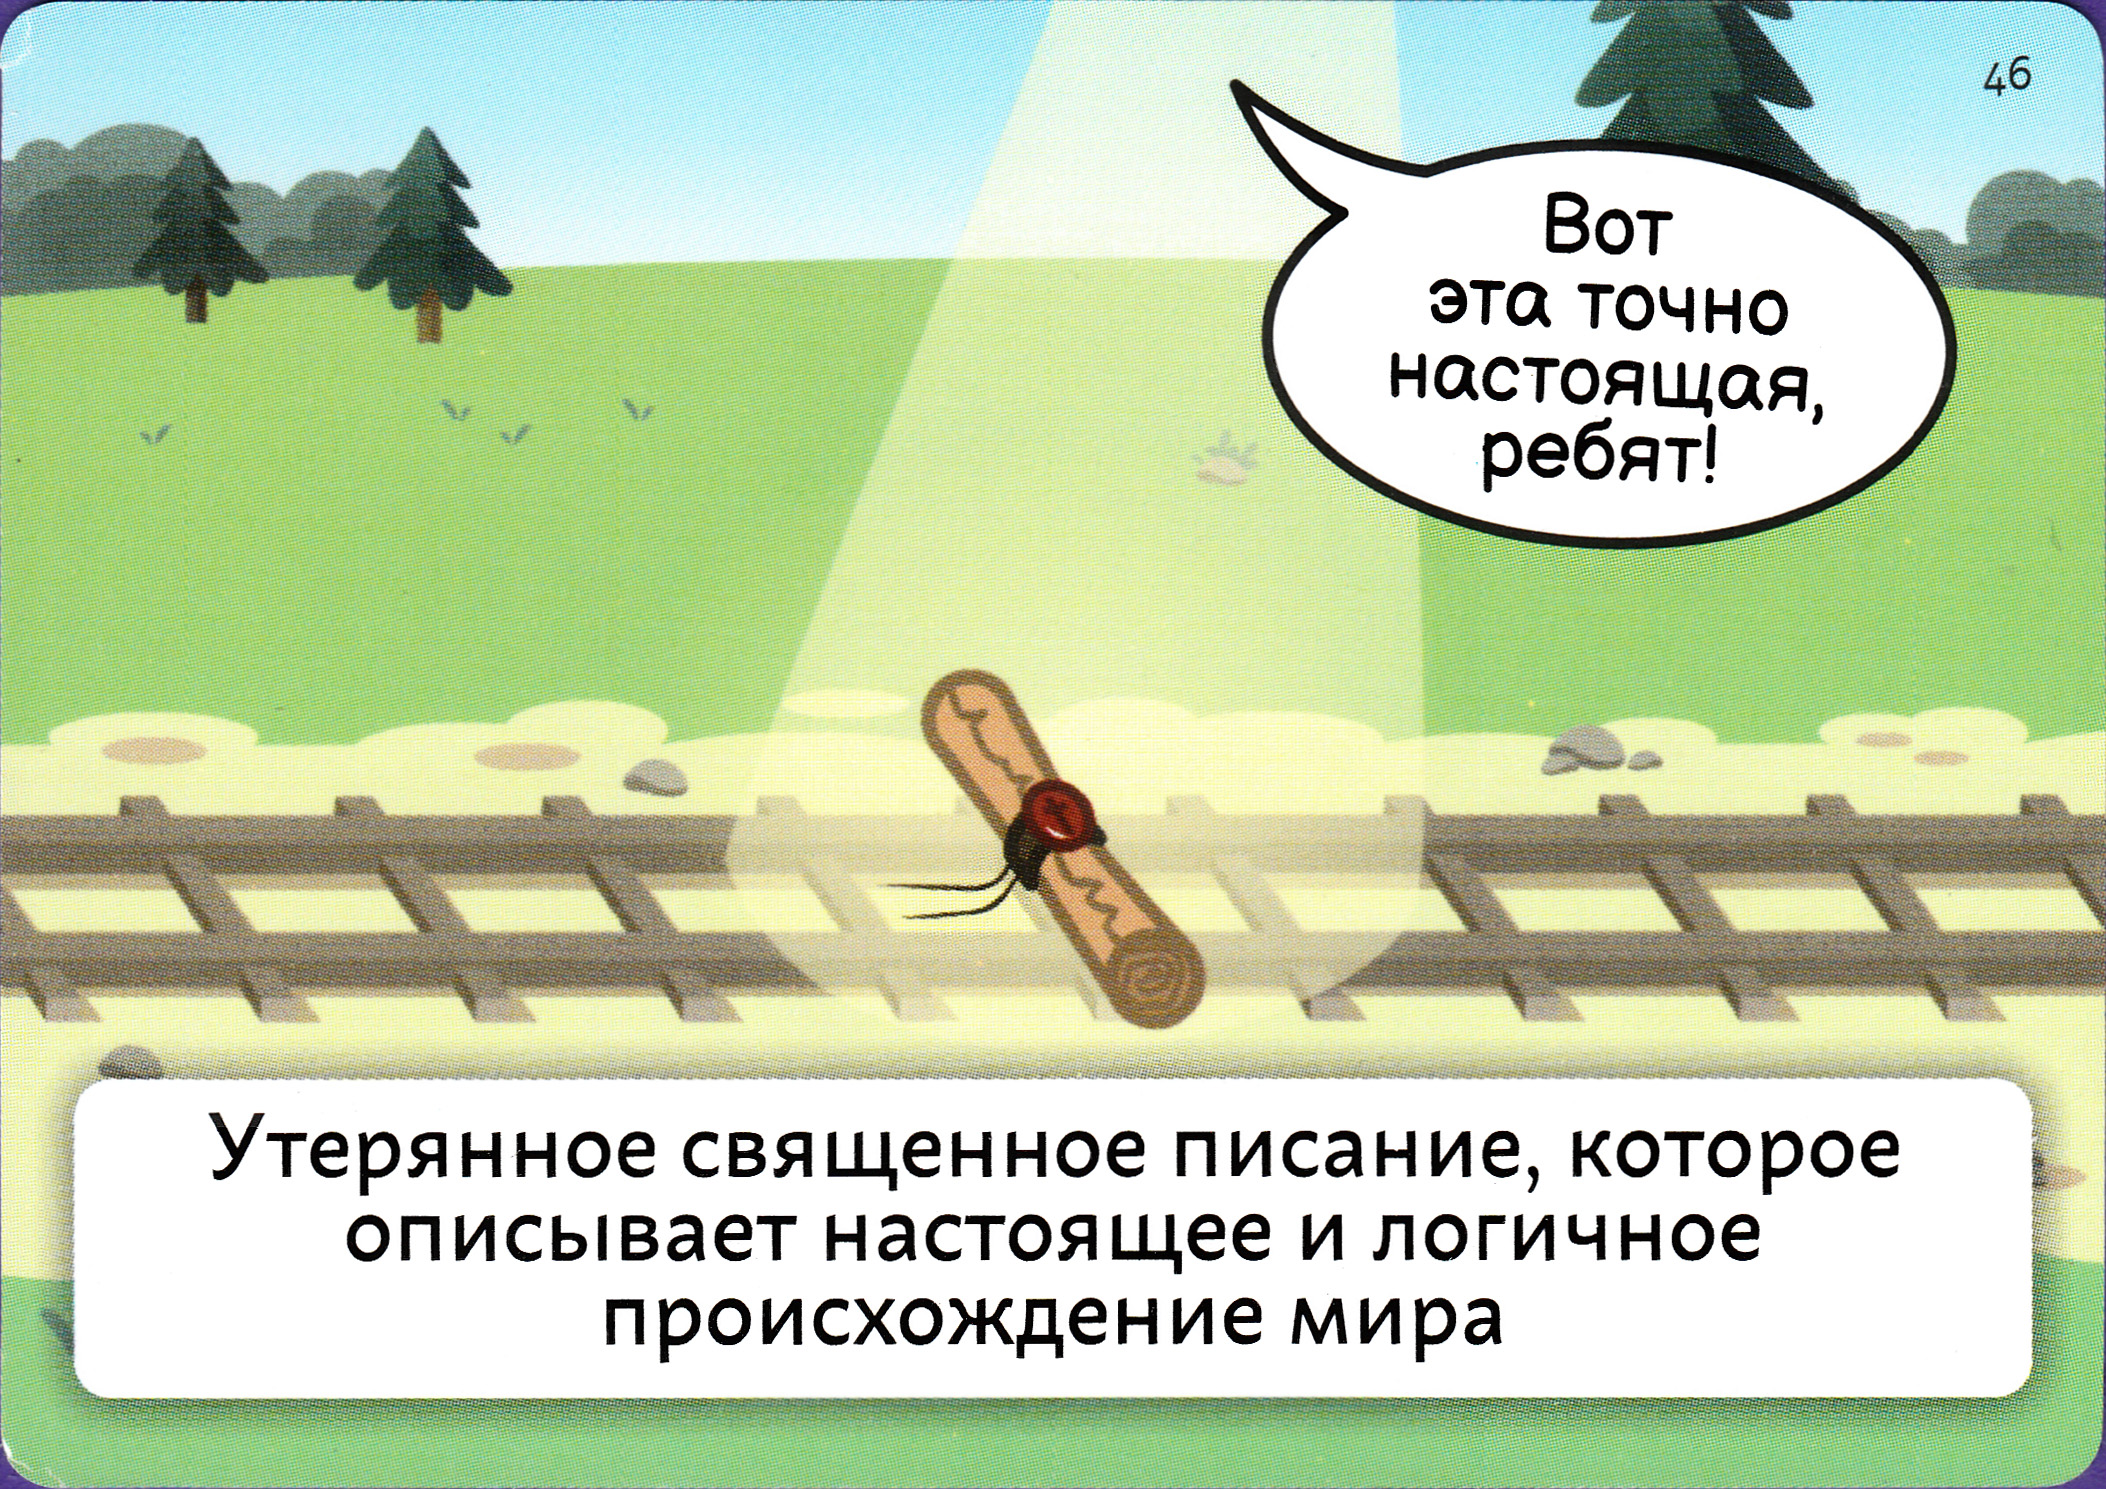 46
Вот
эта точно
настоящая,
ребят!
Утерянное священное писание, которое
описывает настоящее и логичное
происхождение мира